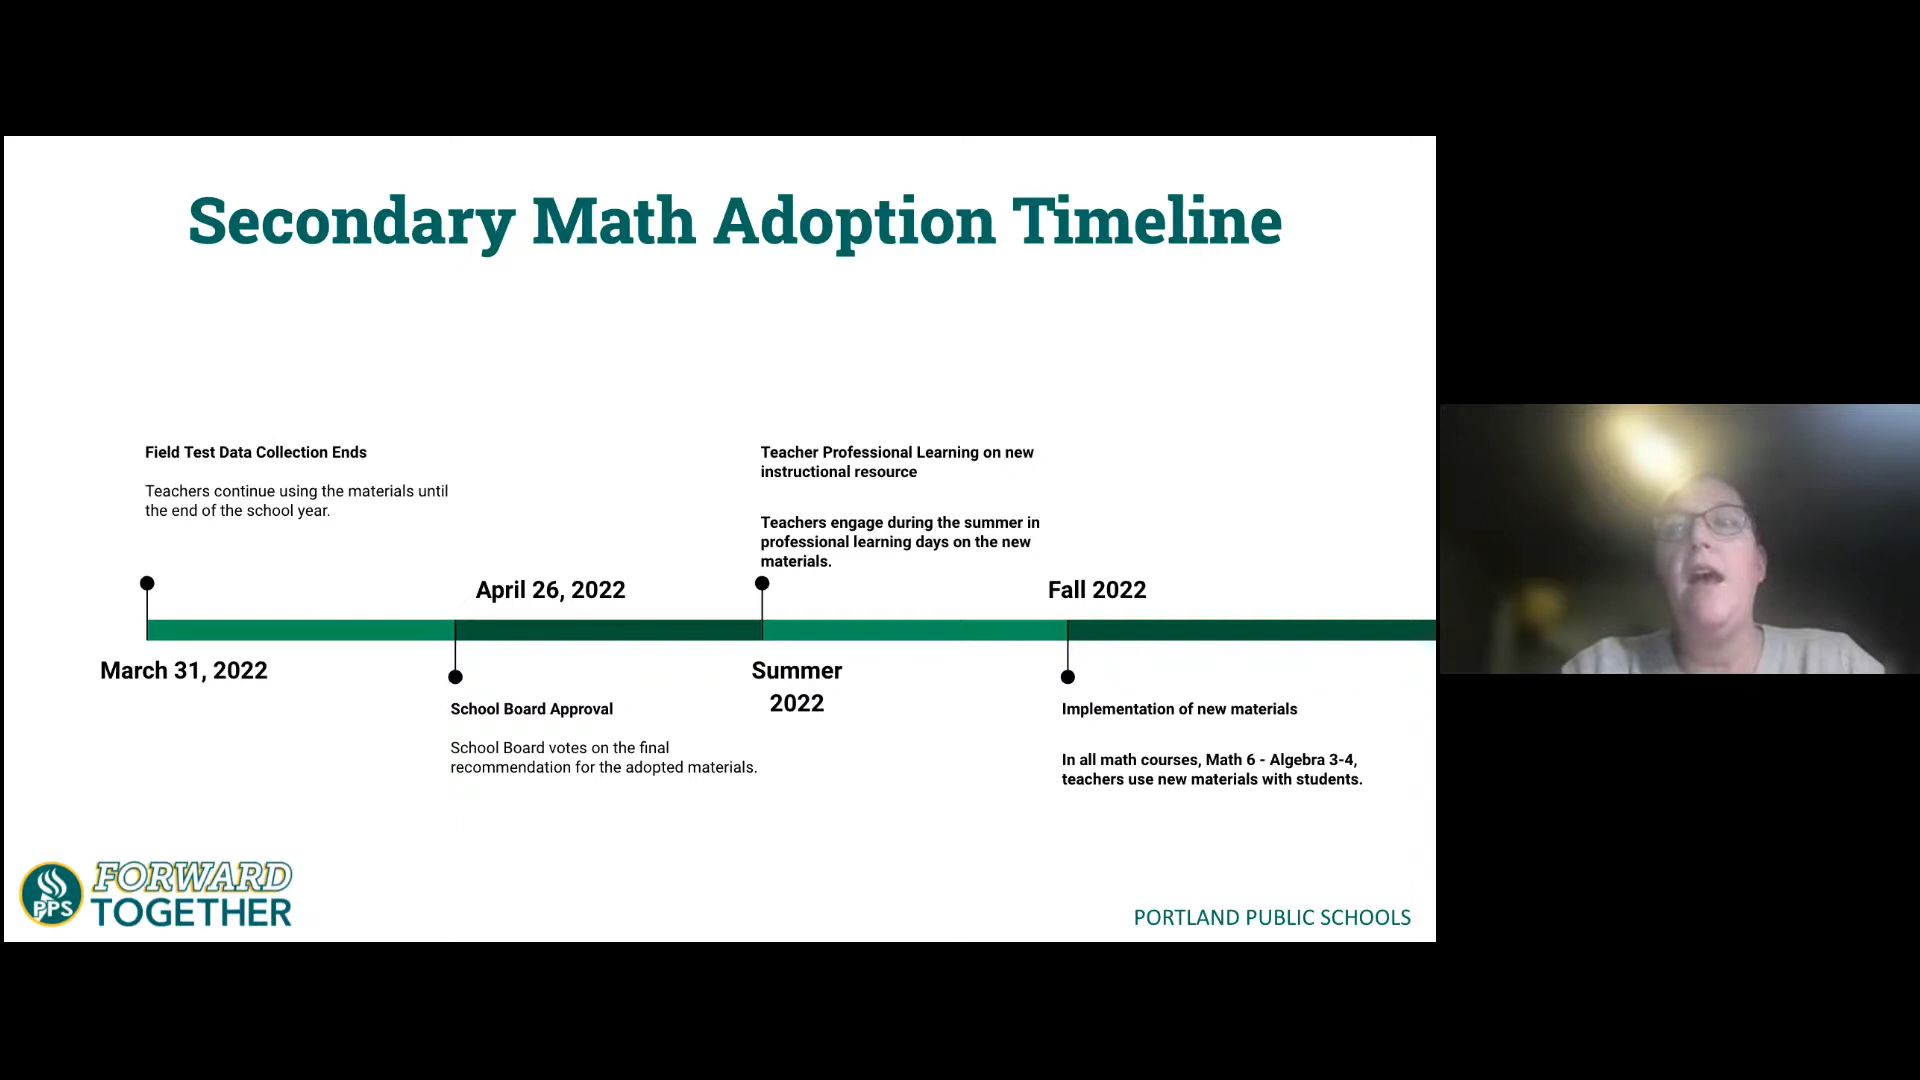 Secondary Math Adoption Timeline
Field Test Data Collection Ends
Teachers continue using the materials until
the end of the school year.
March 31, 2022
April 26, 2022
School Board Approval
School Board votes on the final
recommendation for the adopted materials.
Teacher Professional Learning on new
instructional resource
Teachers engage during the summer in
professional learning days on the new
materials.
Summer
2022
Fall 2022
Implementation of new materials
In all math courses, Math 6 - Algebra 3-4,
teachers use new materials with students.
PPS
FORWARD
TOGETHER
PORTLAND PUBLIC SCHOOLS